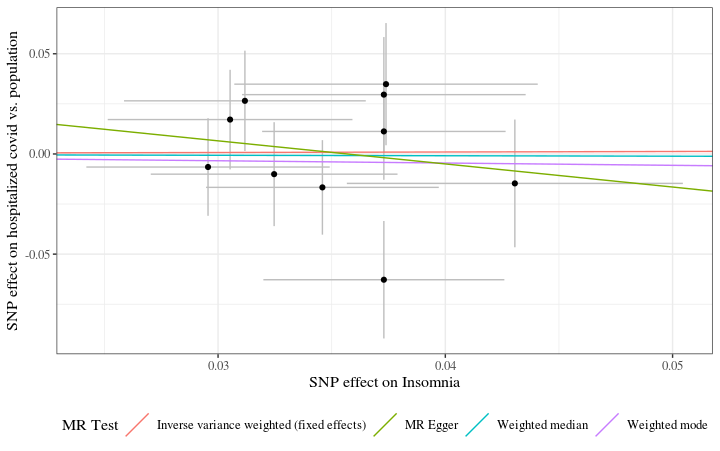 SNP effect on hospitalized covid vs. population
0.05
0.00
-0.05
0.03
0.04
0.05
SNP effect on Insomnia
MR Test
Inverse variance weighted (fixed effects)
MR Egger
Weighted median
Weighted mode